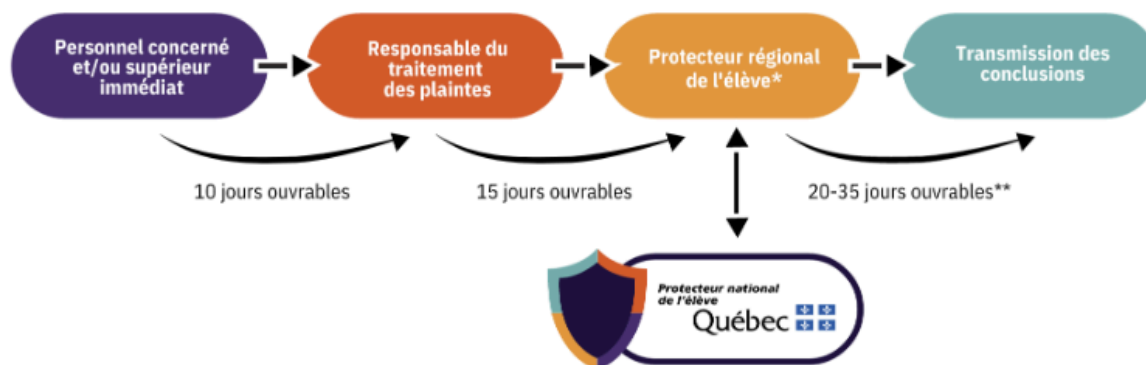 Personnel concerné
et/ou supérieur
immédiat
Responsable du
traitement
des plaintes
Protecteur régional
de l'élève*
Transmission des
conclusions
10 jours ouvrables
15 jours ouvrables
20-35 jours ouvrables**
Protecteur national
de l'élève
Québec